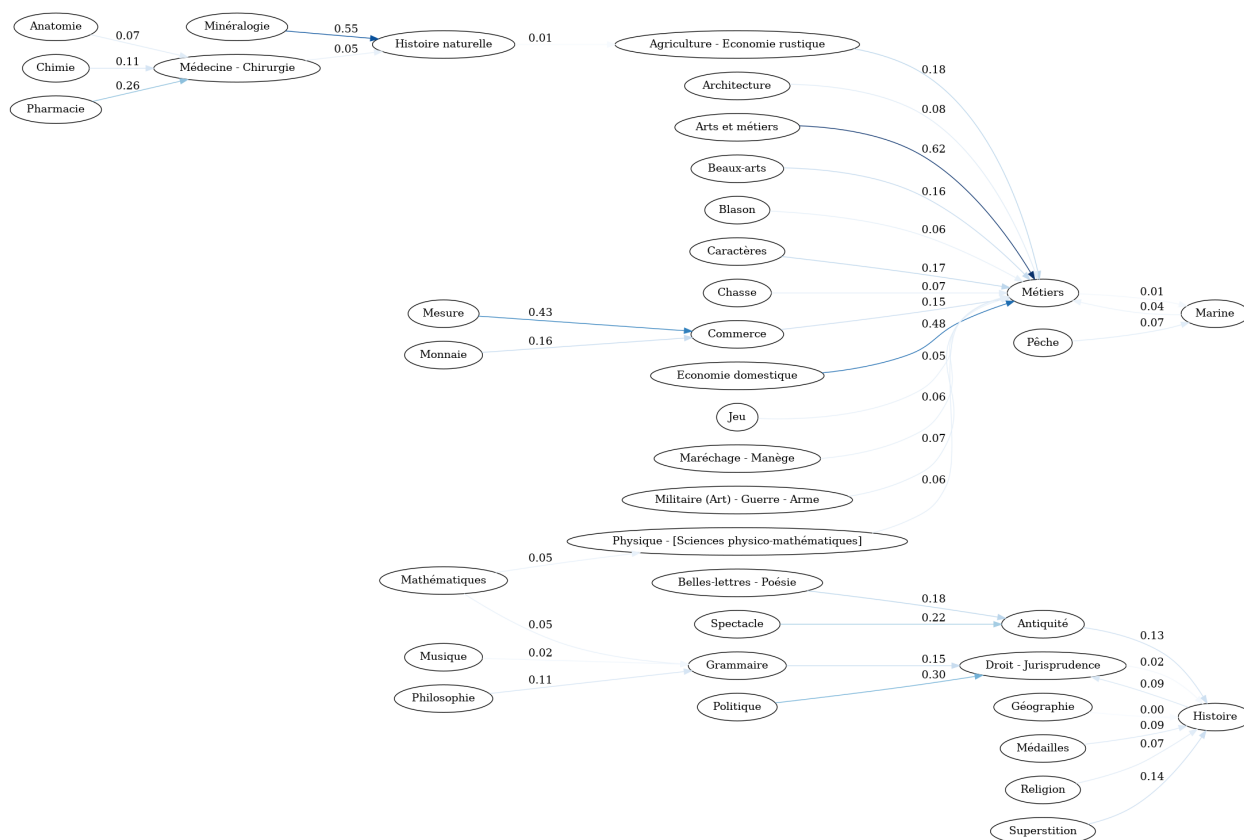 Anatomie
0.07
Minéralogie
0.55
Histoire naturelle
0.01
Agriculture - Economie rustique
Chimie
0.11
Médecine - Chirurgie
0.05
0.18
Pharmacie
0.26
Architecture
0.08
Arts et métiers
0.62
Beaux-arts
0.16
Blason
0.06
Caractères
0.17
Chasse
0.07
Métiers
0.01
0.15
0.04
Marine
Mesure
0.43
Commerce
0.48
0.07
Pêche
Monnaie
0.16
0.05
Economie domestique
0.06
Jeu
0.07
Maréchage - Manège
0.06
Militaire (Art) - Guerre - Arme
Physique - [Sciences physico-mathématiques]
0.05
Mathématiques
Belles-lettres - Poésie
0.18
0.05
Spectacle
0.22
Antiquité
0.13
Musique
0.02
Grammaire
0.15
Droit - Jurisprudence
0.02
0.30
0.09
Philosophie
0.11
Politique
Géographie
0.00
Histoire
0.09
Médailles
0.07
Religion
0.14
Superstition